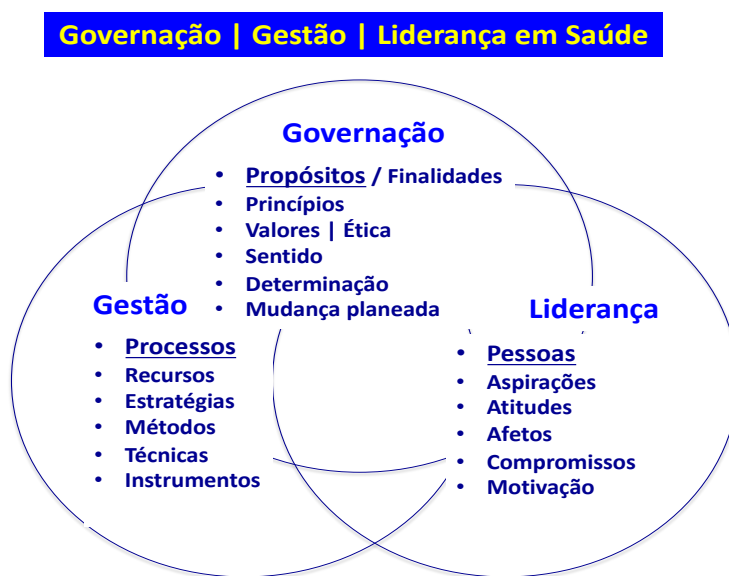 Governação | Gestão | Liderança em Saúde
Governação
• Propósitos / Finalidades
• Princípios
• Valores | Ética
• Sentido
• Determinação
• Mudança planeada
Gestão
• Processos
• Recursos
• Estratégias
• Métodos
• Técnicas
• Instrumentos
Liderança
• Pessoas
• Aspirações
• Atitudes
• Afetos
• Compromissos
• Motivação